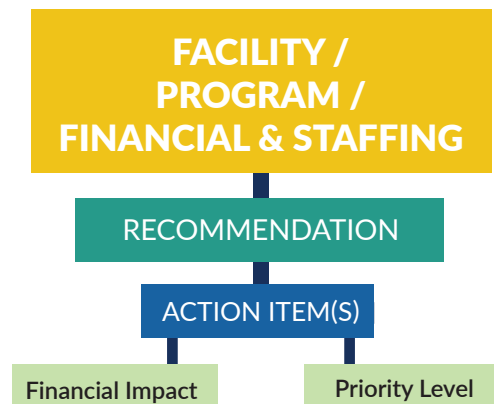 FACILITY /
PROGRAM /
FINANCIAL & STAFFING
RECOMMENDATION
ACTION ITEM(S)
Financial Impact
Priority Level